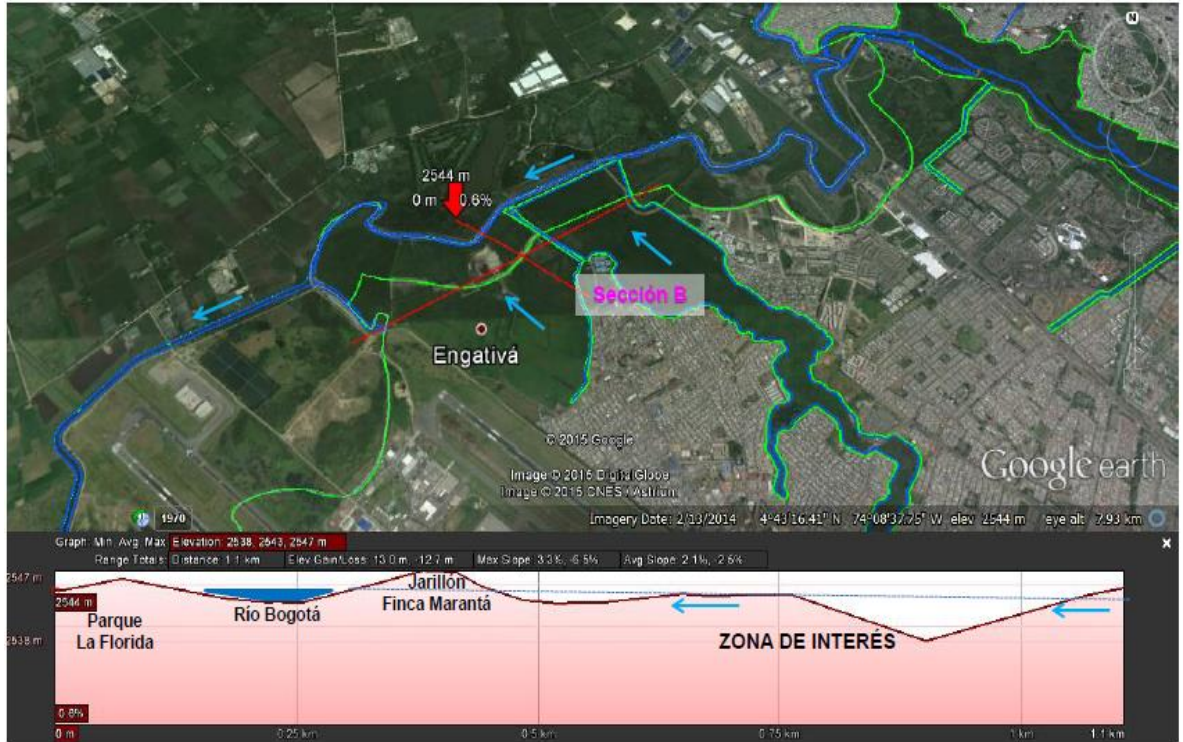 N
2544 m
0 m 0.6%
Sección B
Engativá
© 2015 Google
Image © 2015 DigitalGlobe
Image © 2015 CNES / Astrium
Google earth
1970
Imagery Date: 2/13/2014 4°43'16.41" N 74°08'37.75" W elev 2544 m eye alt 7.93 km
Graph: Min, Avg, Max Elevation: 2538, 2543, 2547 m
Range Totals: Distance: 1.1 km Elev Gain/Loss: 13.0 m, -12.7 m Max Slope: 3.3%, -6.5% Avg Slope: 2.1%, -2.6%
2547 m
2544 m
2538 m
Parque
La Florida
Río Bogotá
Jarillón
Finca Marantá
ZONA DE INTERÉS
0.6%
0 m
0.25 km
0.5 km
0.75 km
1 km
1.1 km